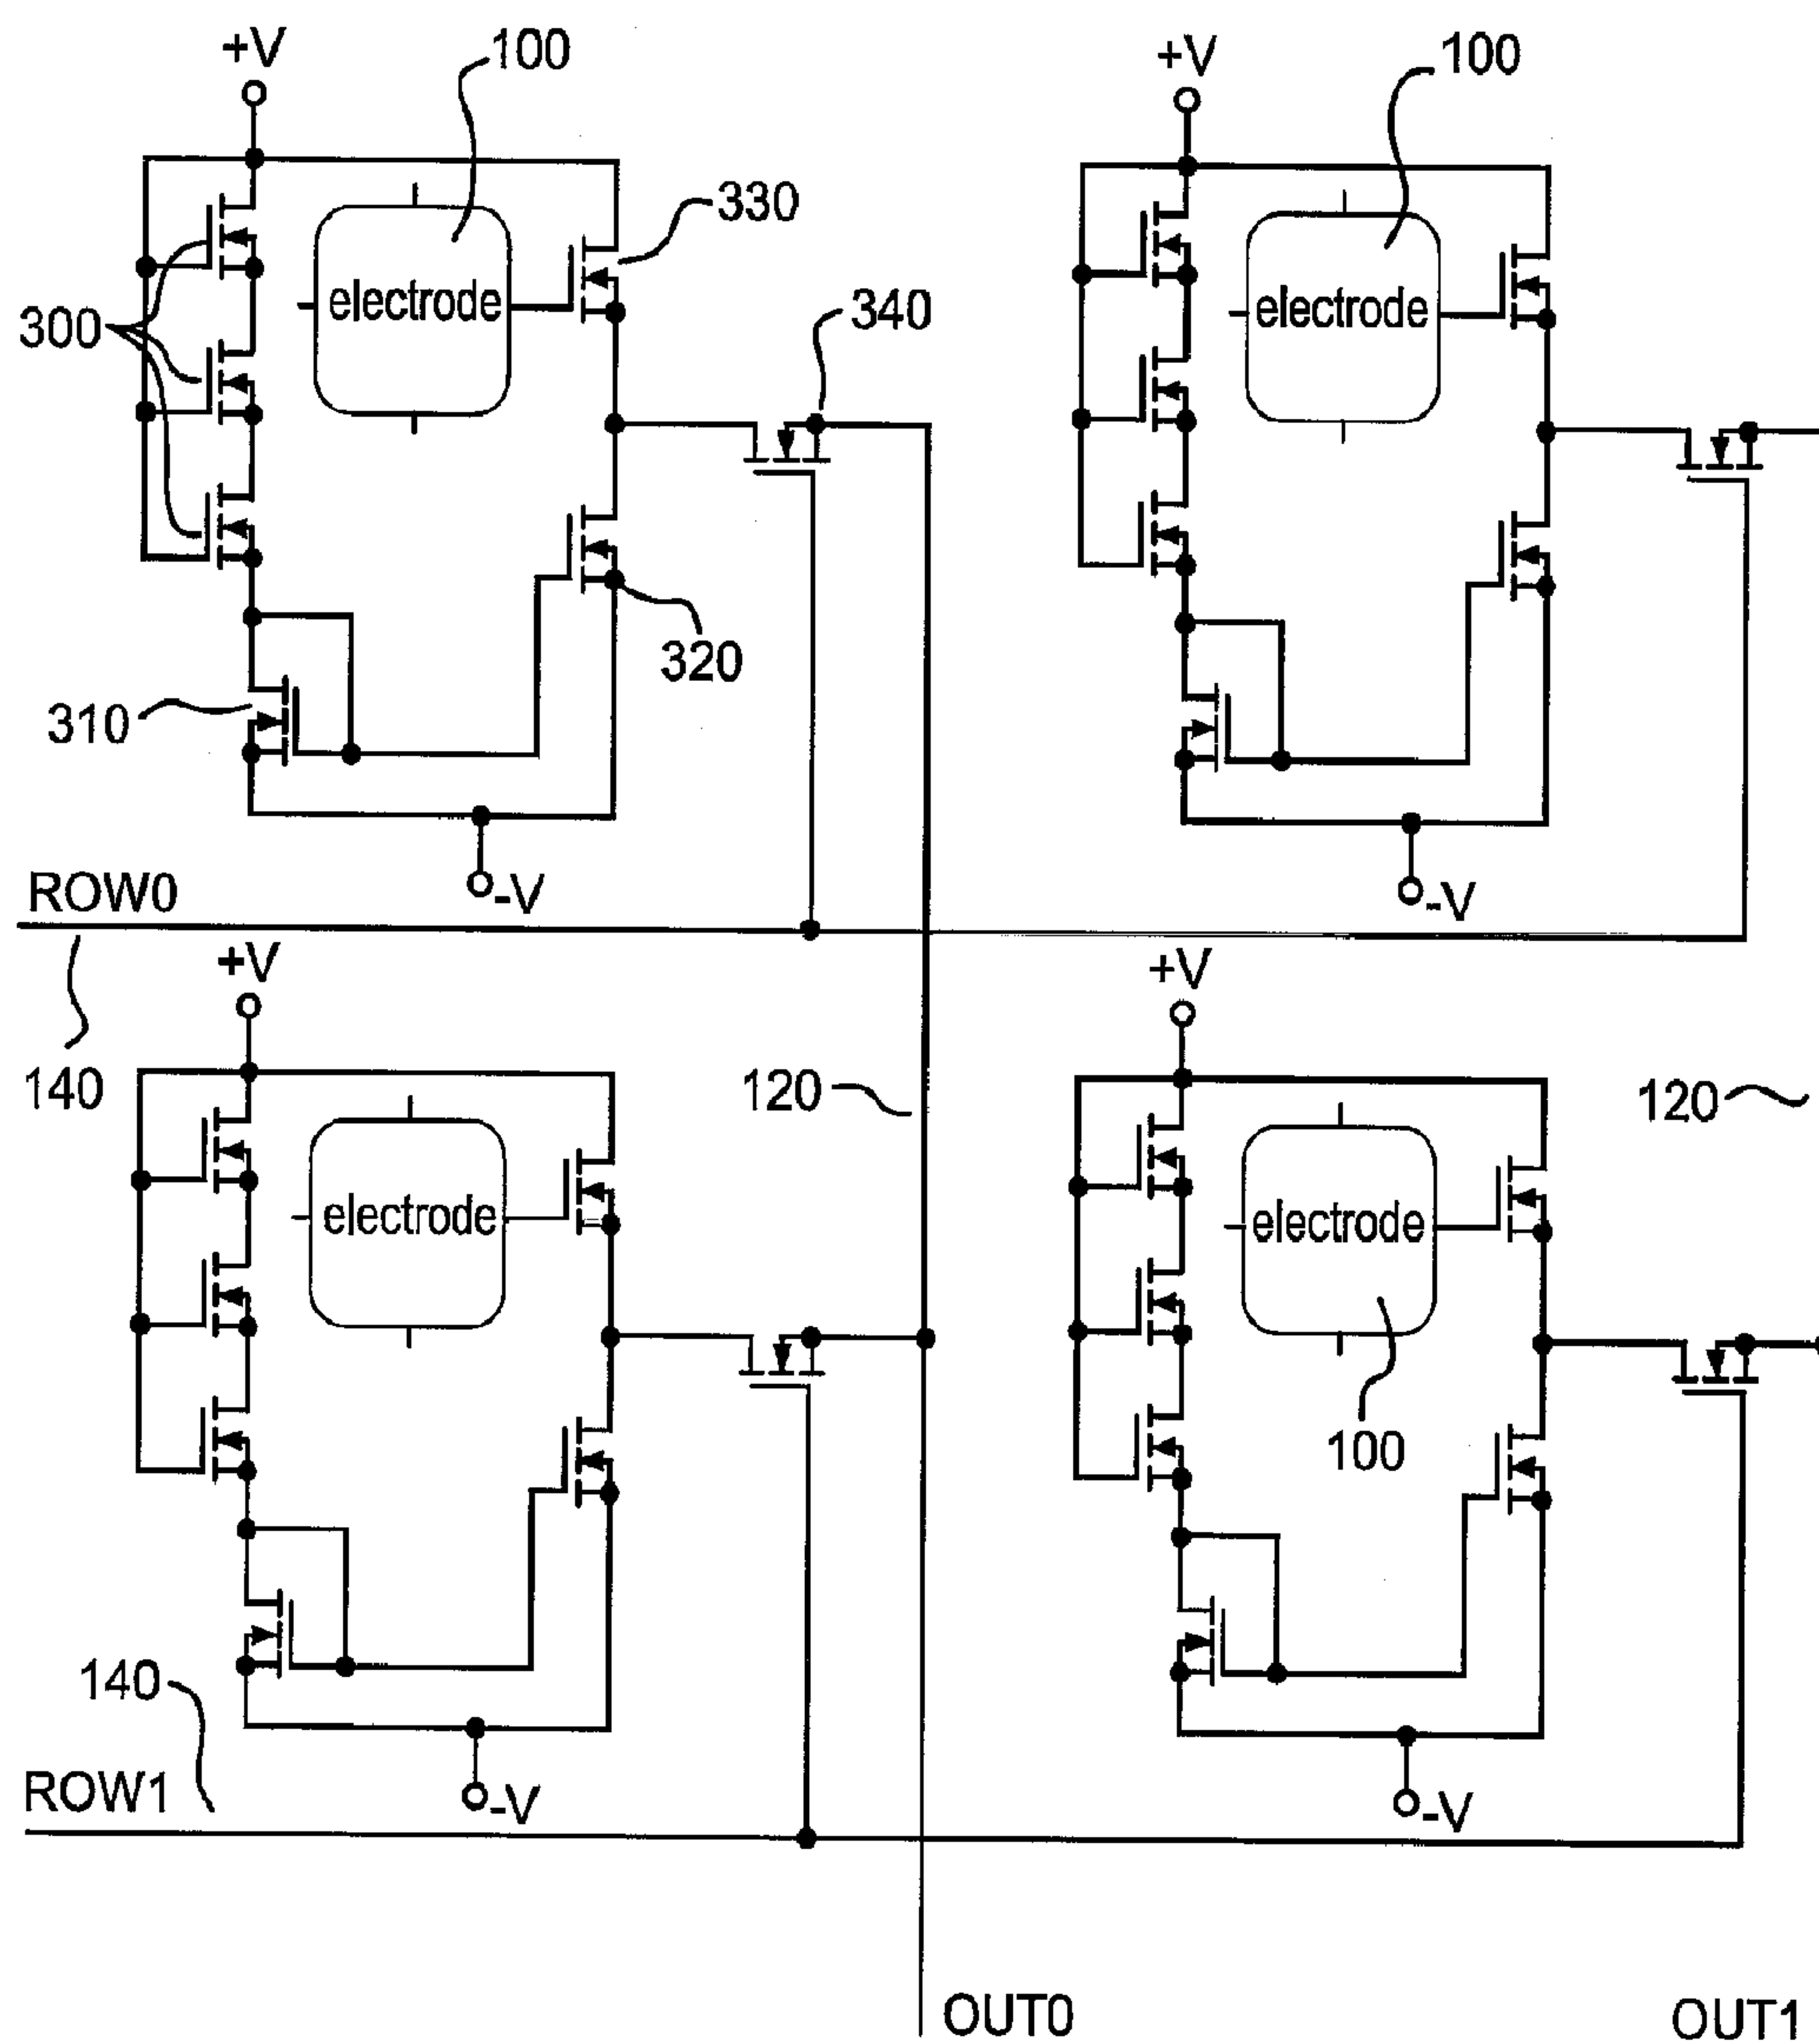 +V
100
+V
100
330
electrode
electrode
300
340
320
310
-V
-V
ROW0
+V
+V
140
120
120
electrode
electrode
100
140
ROW1
-V
-V
OUT0
OUT1